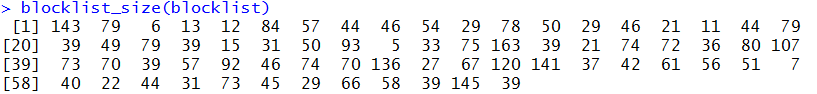 > blocklist_size(blocklist)
[1] 143 79 6 13 12 84 57 44 46 54 29 78 50 29 46 21 11 44 79
[20] 39 49 79 39 15 31 50 93 5 33 75 163 39 21 74 72 36 80 107
[39] 73 70 39 57 92 46 74 70 136 27 67 120 141 37 42 61 56 51 7
[58] 40 22 44 31 73 45 29 66 58 39 145 39